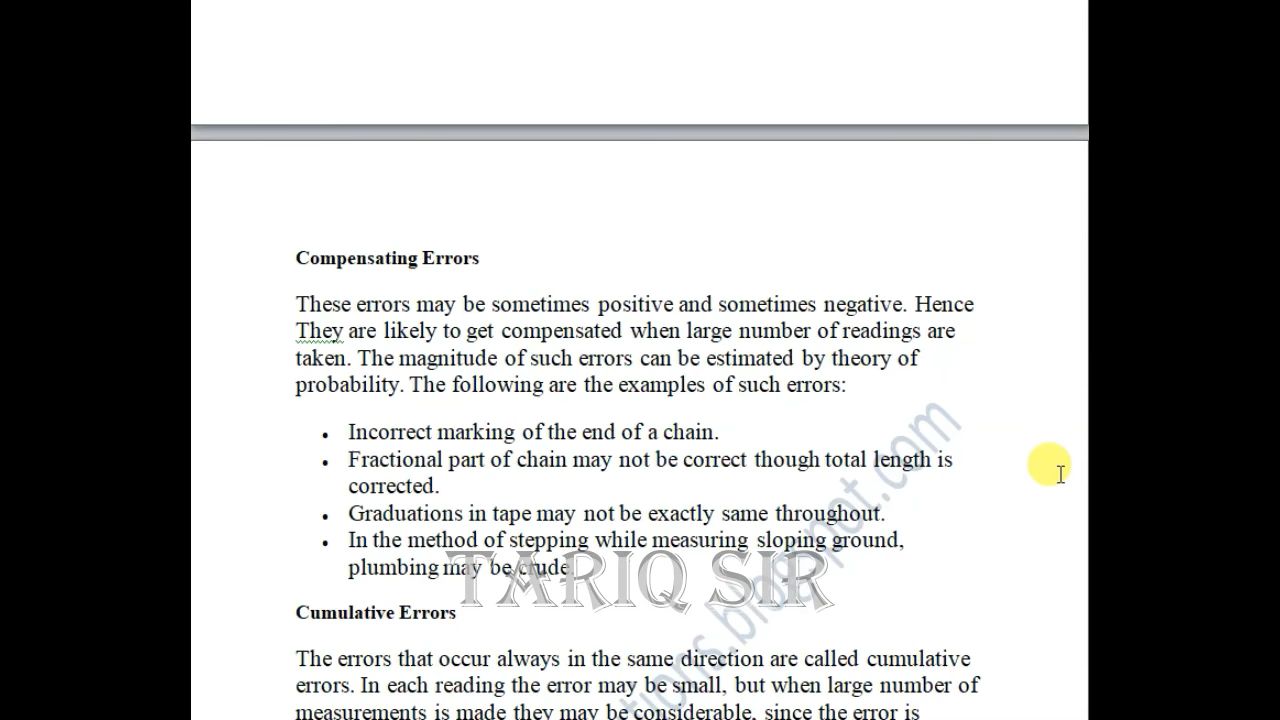 Compensating Errors
These errors may be sometimes positive and sometimes negative. Hence
They are likely to get compensated when large number of readings are
taken. The magnitude of such errors can be estimated by theory of
probability. The following are the examples of such errors:
• Incorrect marking of the end of a chain.
• Fractional part of chain may not be correct though total length is
corrected.
• Graduations in tape may not be exactly same throughout.
• In the method of stepping while measuring sloping ground,
plumbing may be crude.
TARIQ SIR
Cumulative Errors
The errors that occur always in the same direction are called cumulative
errors. In each reading the error may be small, but when large number of
measurements is made they may be considerable, since the error is
tions.blogspot.com